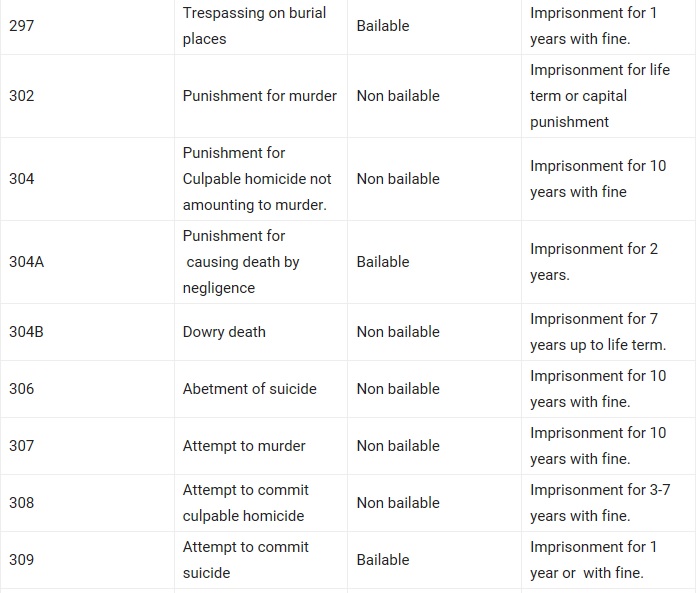 297
Trespassing on burial
places
Bailable
Imprisonment for 1
years with fine.
302
Punishment for murder
Non bailable
Imprisonment for life
term or capital
punishment
304
Punishment for
Culpable homicide not
amounting to murder.
Non bailable
Imprisonment for 10
years with fine
304A
Punishment for
causing death by
negligence
Bailable
Imprisonment for 2
years.
304B
Dowry death
Non bailable
Imprisonment for 7
years up to life term.
306
Abetment of suicide
Non bailable
Imprisonment for 10
years with fine.
307
Attempt to murder
Non bailable
Imprisonment for 10
years with fine.
308
Attempt to commit
culpable homicide
Non bailable
Imprisonment for 3-7
years with fine.
309
Attempt to commit
suicide
Bailable
Imprisonment for 1
year or  with fine.